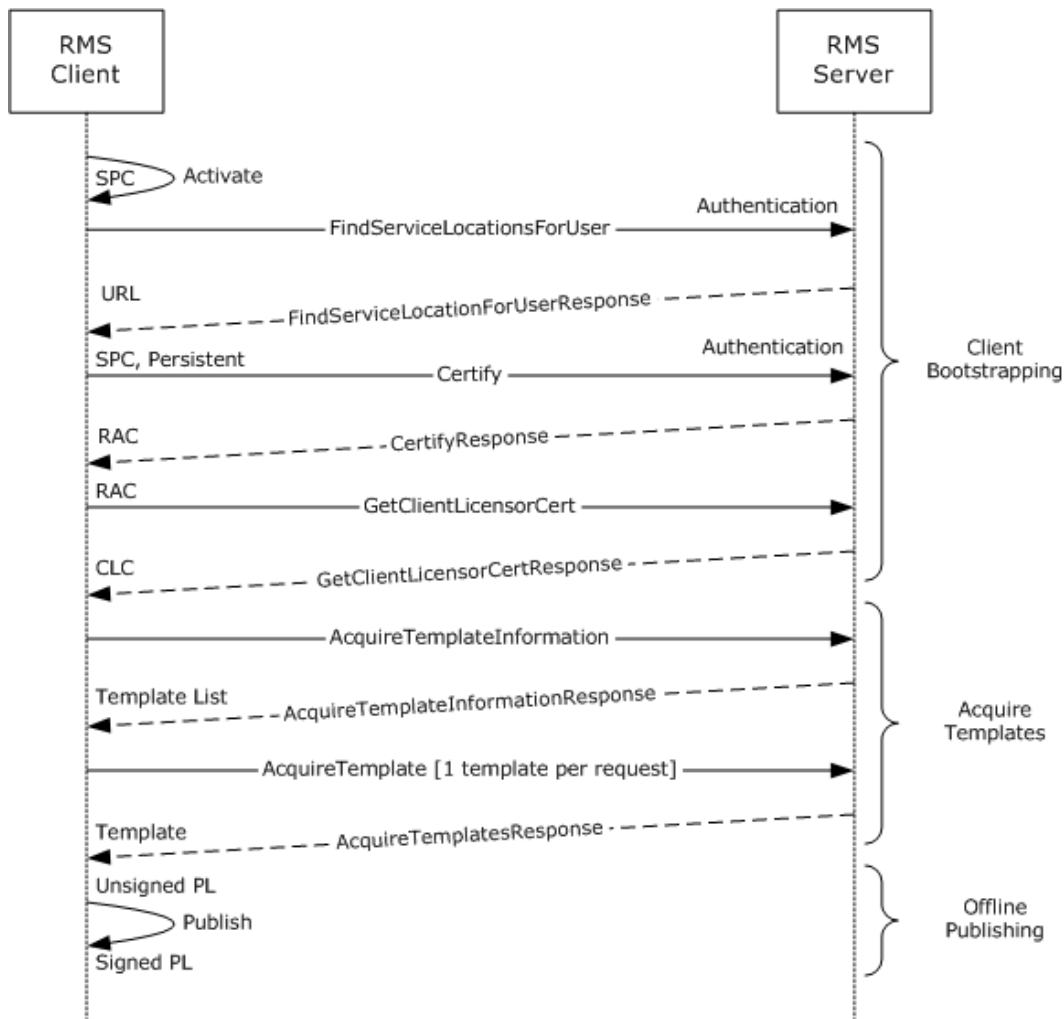 RMS
Client
RMS
Server
SPC
Activate
Authentication
FindServiceLocationsForUser
URL
FindServiceLocationForUserResponse
SPC, Persistent
Authentication
Certify
Client
Bootstrapping
RAC
CertifyResponse
RAC
GetClientLicensorCert
CLC
GetClientLicensorCertResponse
AcquireTemplateInformation
Template List
AcquireTemplateInformationResponse
Acquire
Templates
AcquireTemplate [1 template per request]
Template
AcquireTemplatesResponse
Unsigned PL
Publish
Offline
Publishing
Signed PL